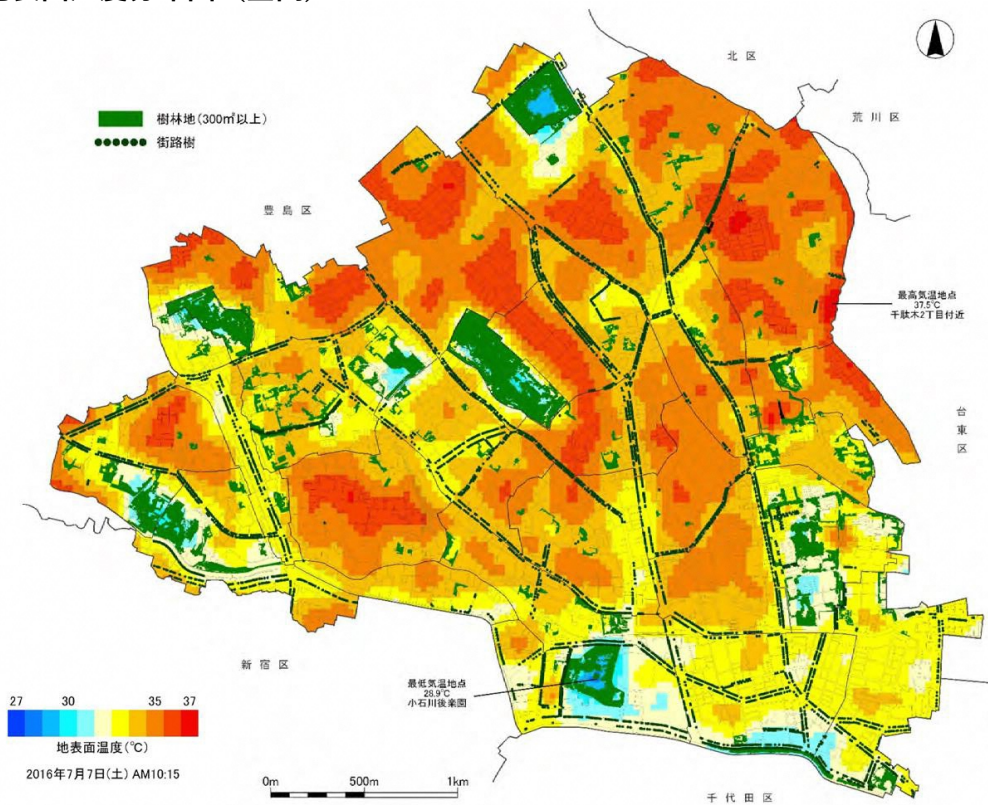 北区
荒川区
樹林地(300㎡以上)
街路樹
豊島区
最高気温地点
37.5℃
千駄木2丁目付近
台東区
新宿区
最低気温地点
28.9℃
小石川後楽園
27 30 35 37
地表面温度(℃)
2016年7月7日(土) AM10:15
0m 500m 1km
千代田区